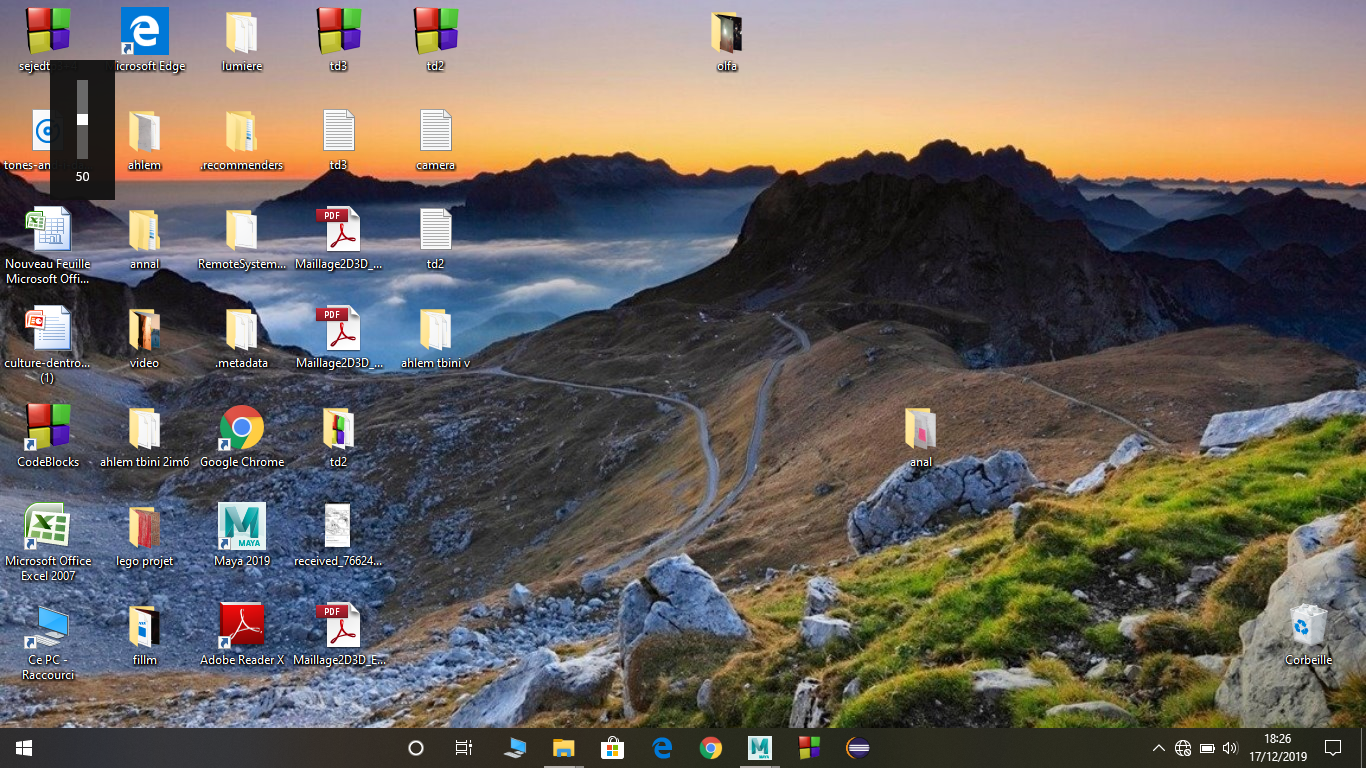 Microsoft Edge
lumiere
td3
td2
olfa
ahlem
.recommenders
td3
camera
50
Nouveau Feuille
Microsoft Offi...
annal
RemoteSystem...
PDF
Maillage2D3D_...
td2
culture-dentro...
(1)
video
.metadata
PDF
Maillage2D3D_...
ahlem tbini v
CodeBlocks
ahlem tbini 2im6
Google Chrome
td2
anal
Microsoft Office
Excel 2007
lego projet
M
MAYA
Maya 2019
received_76624...
Ce PC -
Raccourci
fillm
Adobe Reader X
PDF
Maillage2D3D_E...
Corbeille
18:26
17/12/2019